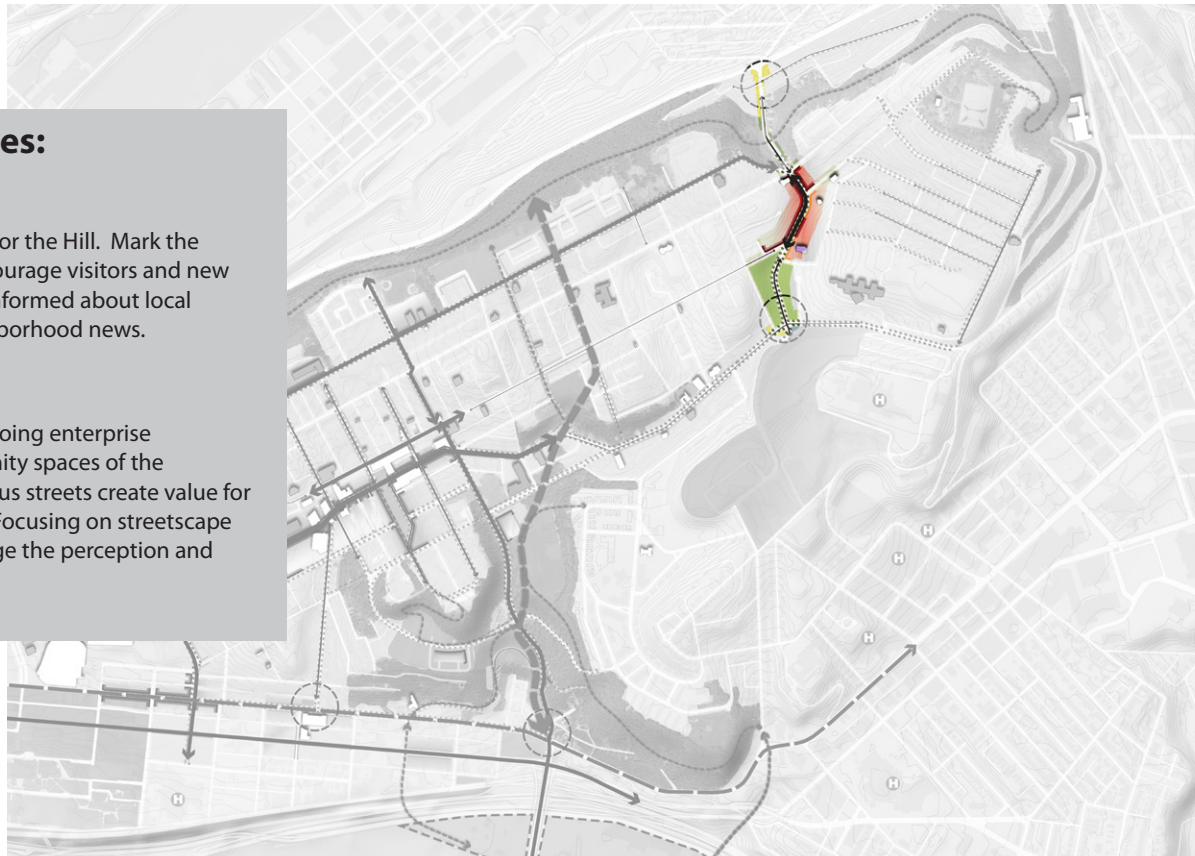 es:
or the Hill. Mark the
ourage visitors and new
nformed about local
borhood news.
oing enterprise
nity spaces of the
us streets create value for
Focusing on streetscape
ge the perception and
H
H
H
H
H
H